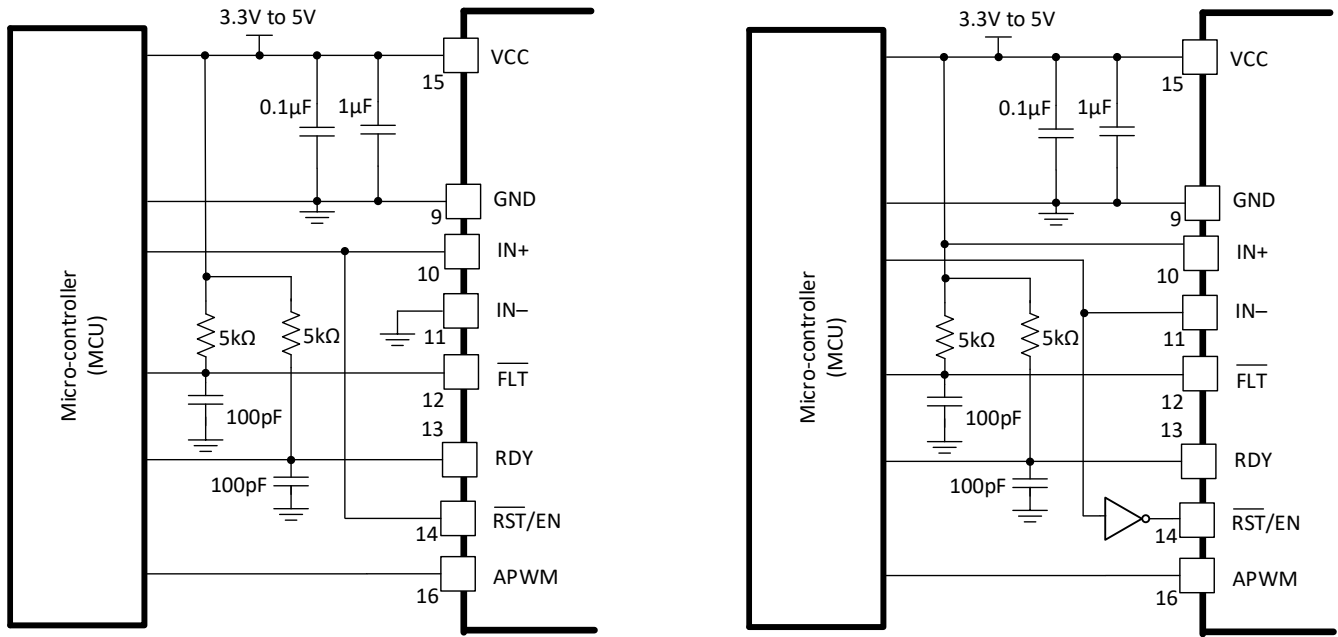 3.3V to 5V
VCC
15
0.1µF
1µF
GND
9
IN+
10
IN–
11
5kΩ
5kΩ
FLT
12
100pF
13
RDY
100pF
RST/EN
14
APWM
16
Micro-controller
(MCU)
3.3V to 5V
VCC
15
0.1µF
1µF
GND
9
IN+
10
IN–
11
5kΩ
5kΩ
FLT
12
100pF
13
RDY
100pF
RST/EN
14
APWM
16
Micro-controller
(MCU)